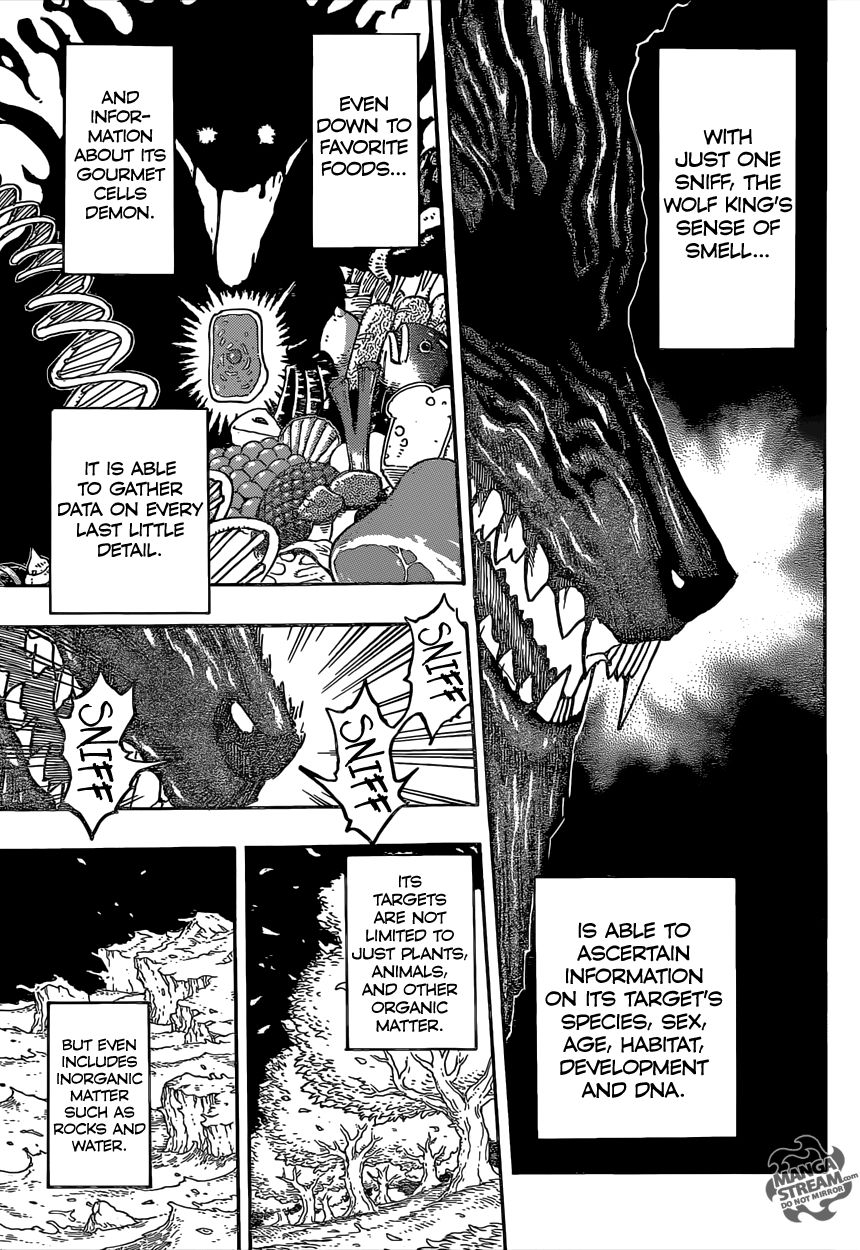 WITH
JUST ONE
SNIFF, THE
WOLF KING'S
SENSE OF
SMELL...
IS ABLE TO
ASCERTAIN
INFORMATION
ON ITS TARGET'S
SPECIES, SEX,
AGE, HABITAT,
DEVELOPMENT
AND DNA.
EVEN
DOWN TO
FAVORITE
FOODS...
AND
INFOR-
MATION
ABOUT ITS
GOURMET
CELLS
DEMON.
IT IS ABLE
TO GATHER
DATA ON EVERY
LAST LITTLE
DETAIL.
SNIFF
SNIFF
SNIFF
ITS
TARGETS
ARE NOT
LIMITED TO
JUST PLANTS,
ANIMALS,
AND OTHER
ORGANIC
MATTER.
BUT EVEN
INCLUDES
INORGANIC
MATTER
SUCH AS
ROCKS AND
WATER.
MANGA
STREAM.com
DO NOT MIRROR